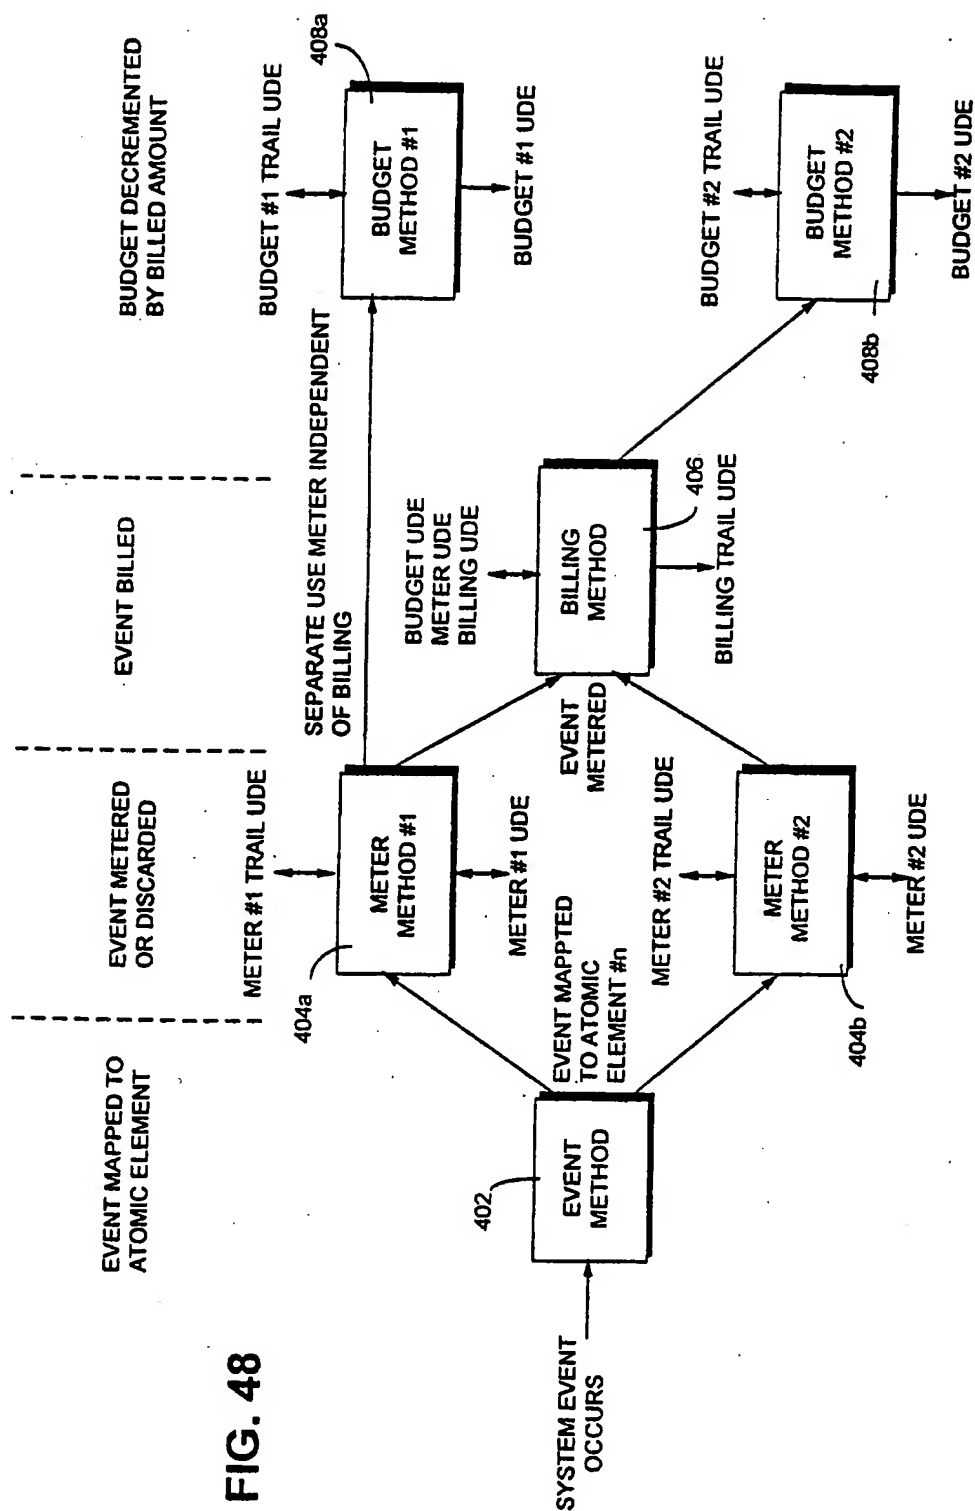 FIG. 48
EVENT MAPPED TO
ATOMIC ELEMENT
EVENT METERED
OR DISCARDED
EVENT BILLED
BUDGET DECREMENTED
BY BILLED AMOUNT
SYSTEM EVENT
OCCURS
402
EVENT
METHOD
EVENT MAPPTED
TO ATOMIC
ELEMENT #n
METER #1 TRAIL UDE
404a
METER
METHOD #1
METER #1 UDE
METER #2 TRAIL UDE
METER
METHOD #2
404b
METER #2 UDE
SEPARATE USE METER INDEPENDENT
OF BILLING
EVENT
METERED
BUDGET UDE
METER UDE
BILLING UDE
BILLING
METHOD
406
BILLING TRAIL UDE
BUDGET #1 TRAIL UDE
408a
BUDGET
METHOD #1
BUDGET #1 UDE
BUDGET #2 TRAIL UDE
BUDGET
METHOD #2
408b
BUDGET #2 UDE